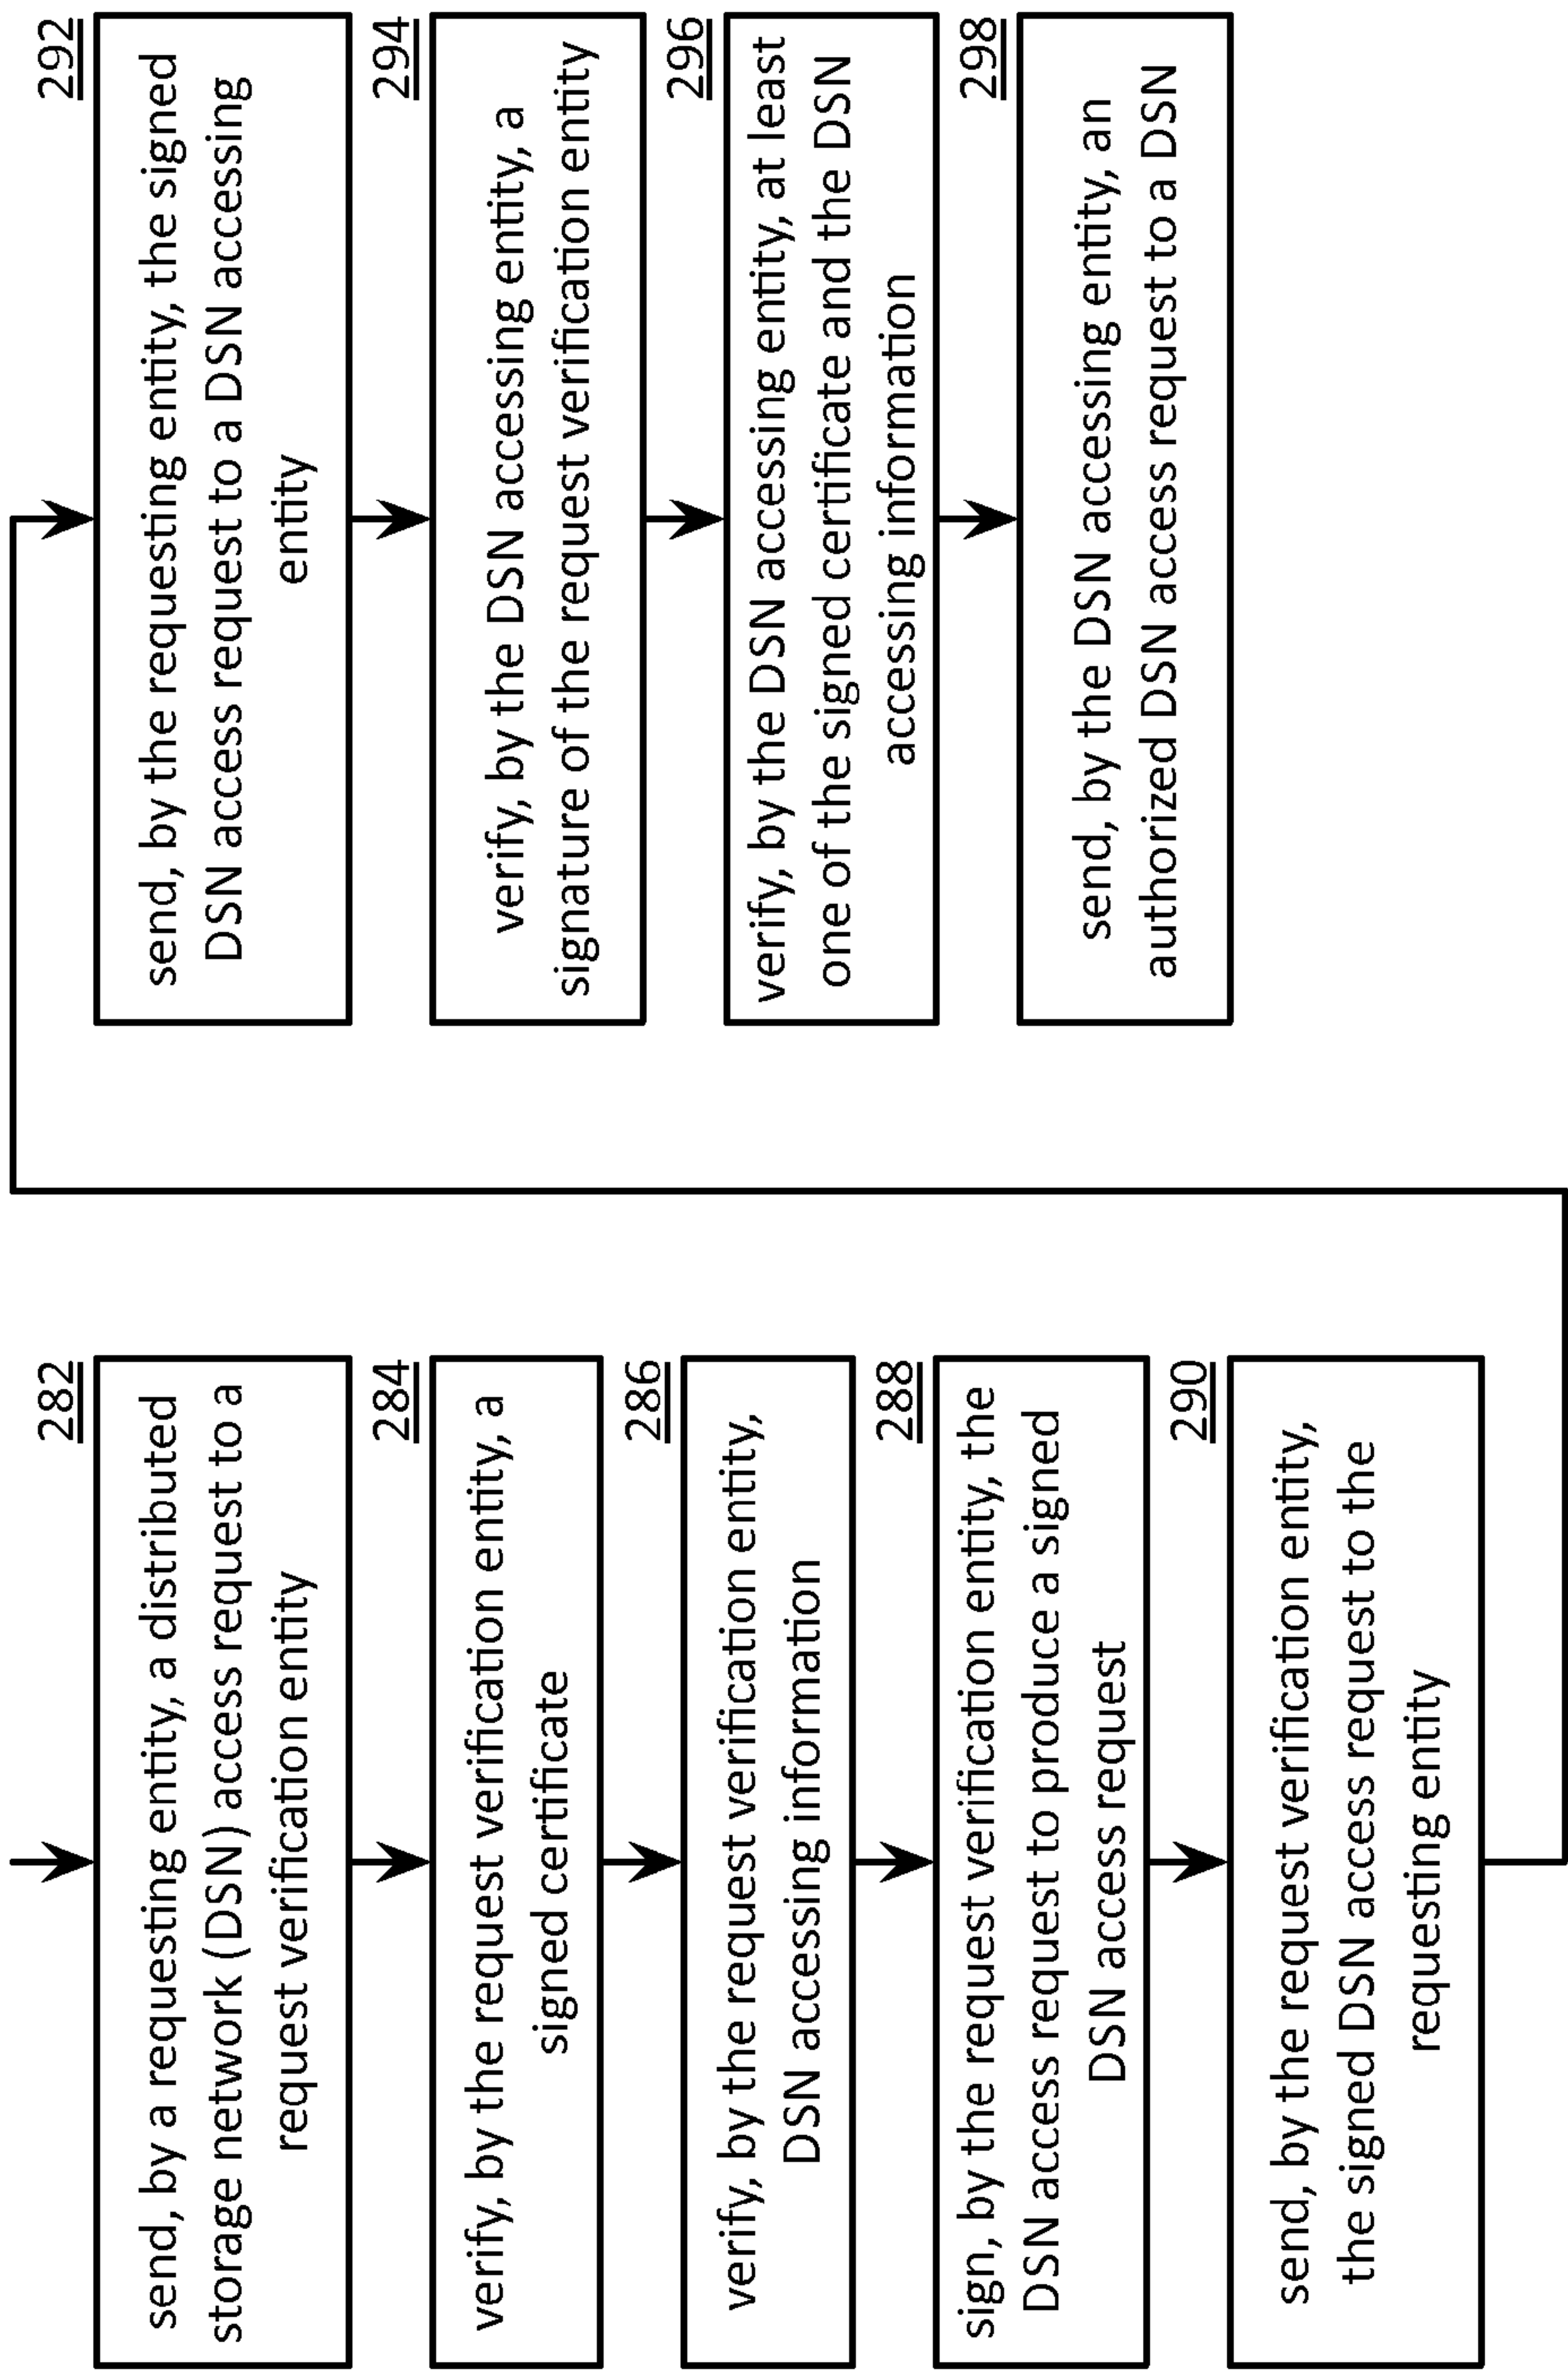 282
send, by a requesting entity, a distributed
storage network (DSN) access request to a
request verification entity
284
verify, by the request verification entity, a
signed certificate
286
verify, by the request verification entity,
DSN accessing information
288
sign, by the request verification entity, the
DSN access request to produce a signed
DSN access request
290
send, by the request verification entity,
the signed DSN access request to the
requesting entity
292
send, by the requesting entity, the signed
DSN access request to a DSN accessing
entity
294
verify, by the DSN accessing entity, a
signature of the request verification entity
296
verify, by the DSN accessing entity, at least
one of the signed certificate and the DSN
accessing information
298
send, by the DSN accessing entity, an
authorized DSN access request to a DSN